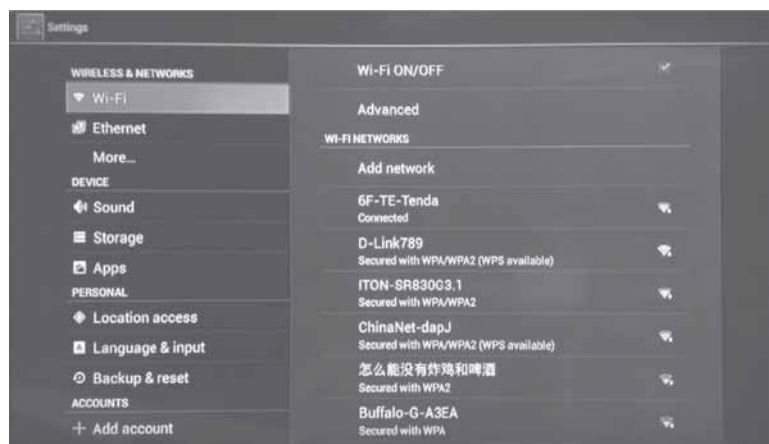 Settings
WIRELESS & NETWORKS
Wi-Fi
Ethernet
More...
DEVICE
Sound
Storage
Apps
PERSONAL
Location access
Language & input
Backup & reset
ACCOUNTS
Add account
Wi-Fi ON/OFF
Advanced
WI-FI NETWORKS
Add network
6F-TE-Tenda
Connected
D-Link789
Secured with WPA/WPA2 (WPS available)
ITON-SR830G3.1
Secured with WPA/WPA2
ChinaNet-dapJ
Secured with WPA/WPA2 (WPS available)
怎么能没有炸鸡和啤酒
Secured with WPA2
Buffalo-G-A3EA
Secured with WPA